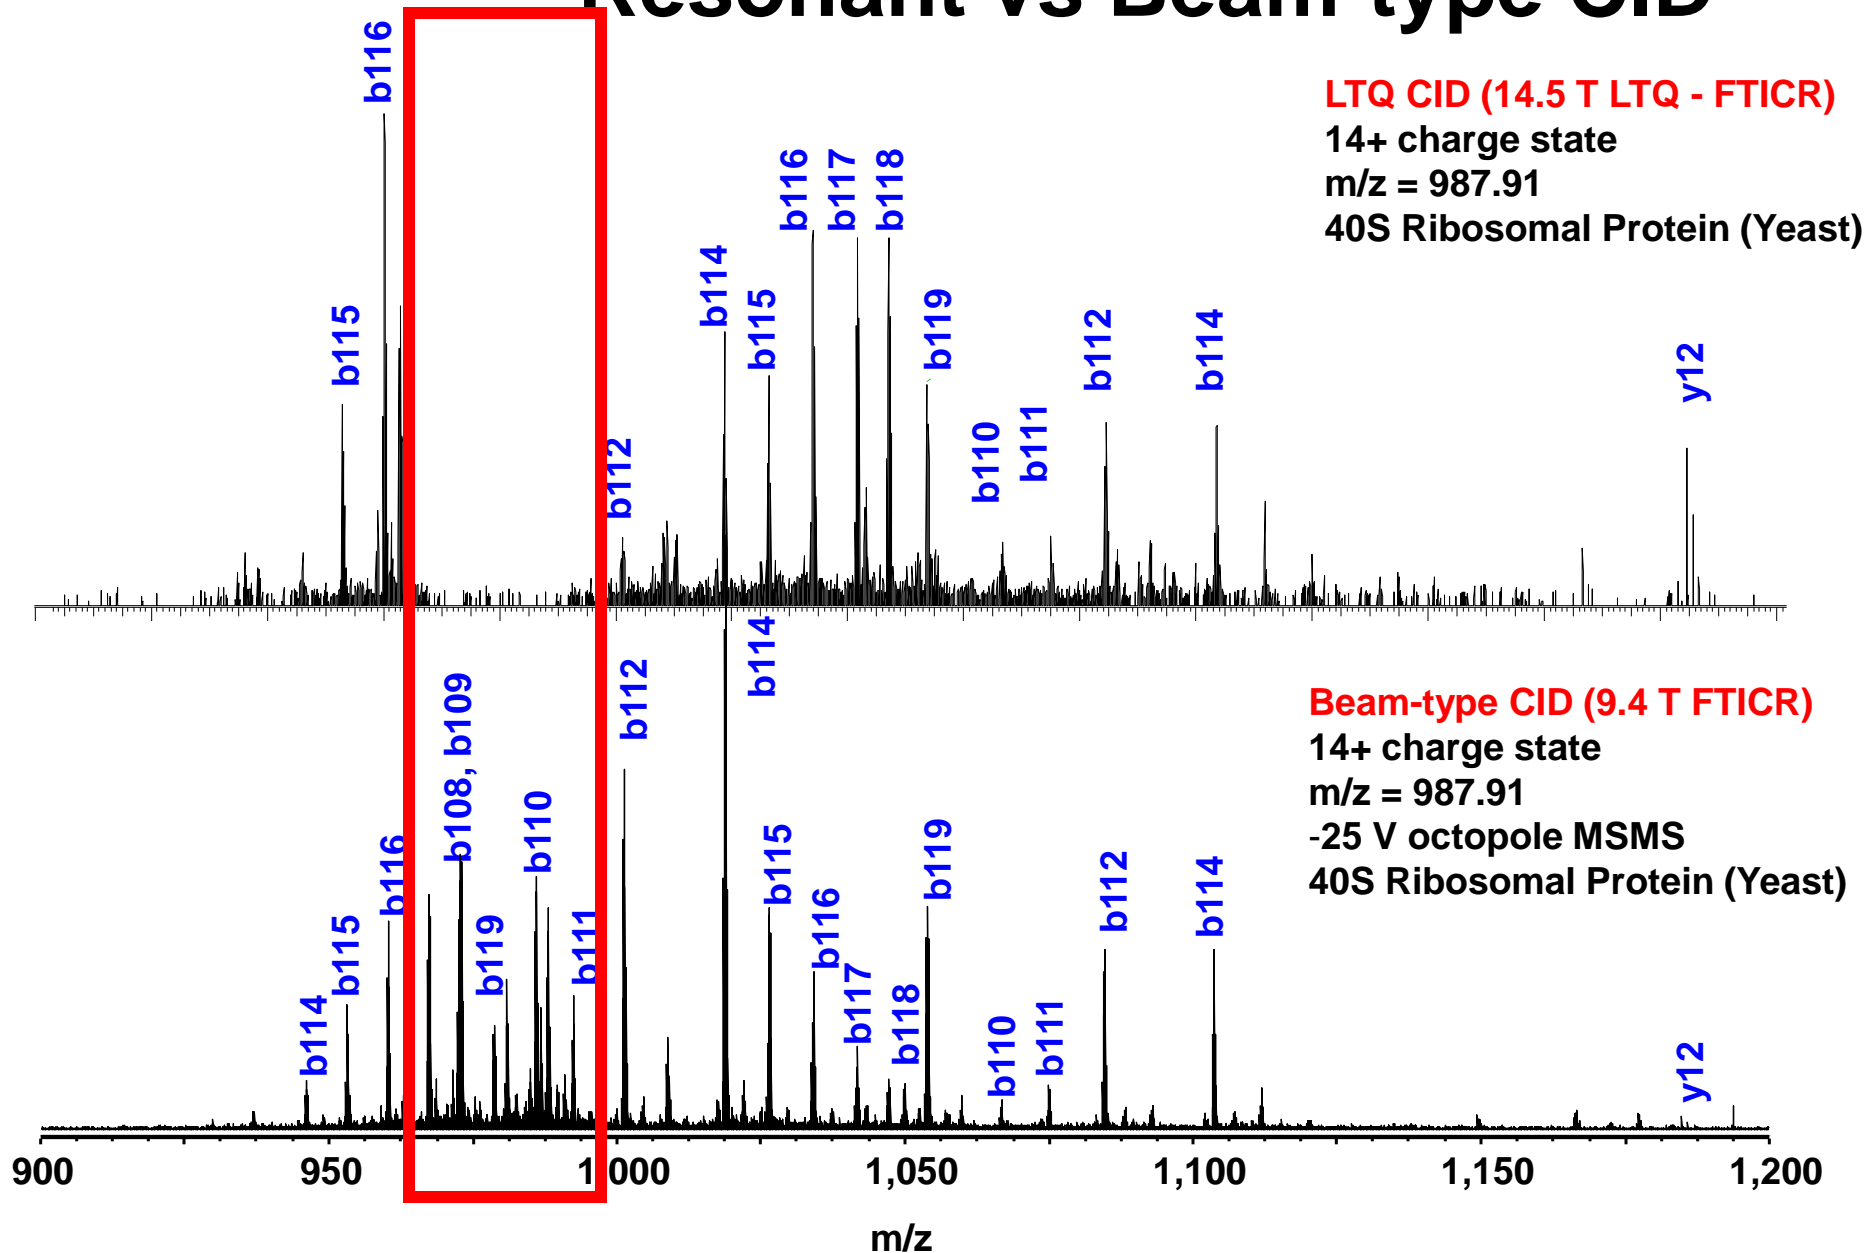 Resonant vs Beam-type CID
b116
LTQ CID (14.5 T LTQ - FTICR)
14+ charge state
m/z = 987.91
40S Ribosomal Protein (Yeast)
b115
b114
b115
b116
b117
b118
b119
b112
b110
b111
b112
b114
y12
b114
b112
b108, b109
b110
b116
b115
b114
b119
b111
b115
b116
b117
b118
b119
b110
b111
b112
b114
y12
Beam-type CID (9.4 T FTICR)
14+ charge state
m/z = 987.91
-25 V octopole MSMS
40S Ribosomal Protein (Yeast)
900 950 1,000 1,050 1,100 1,150 1,200
m/z